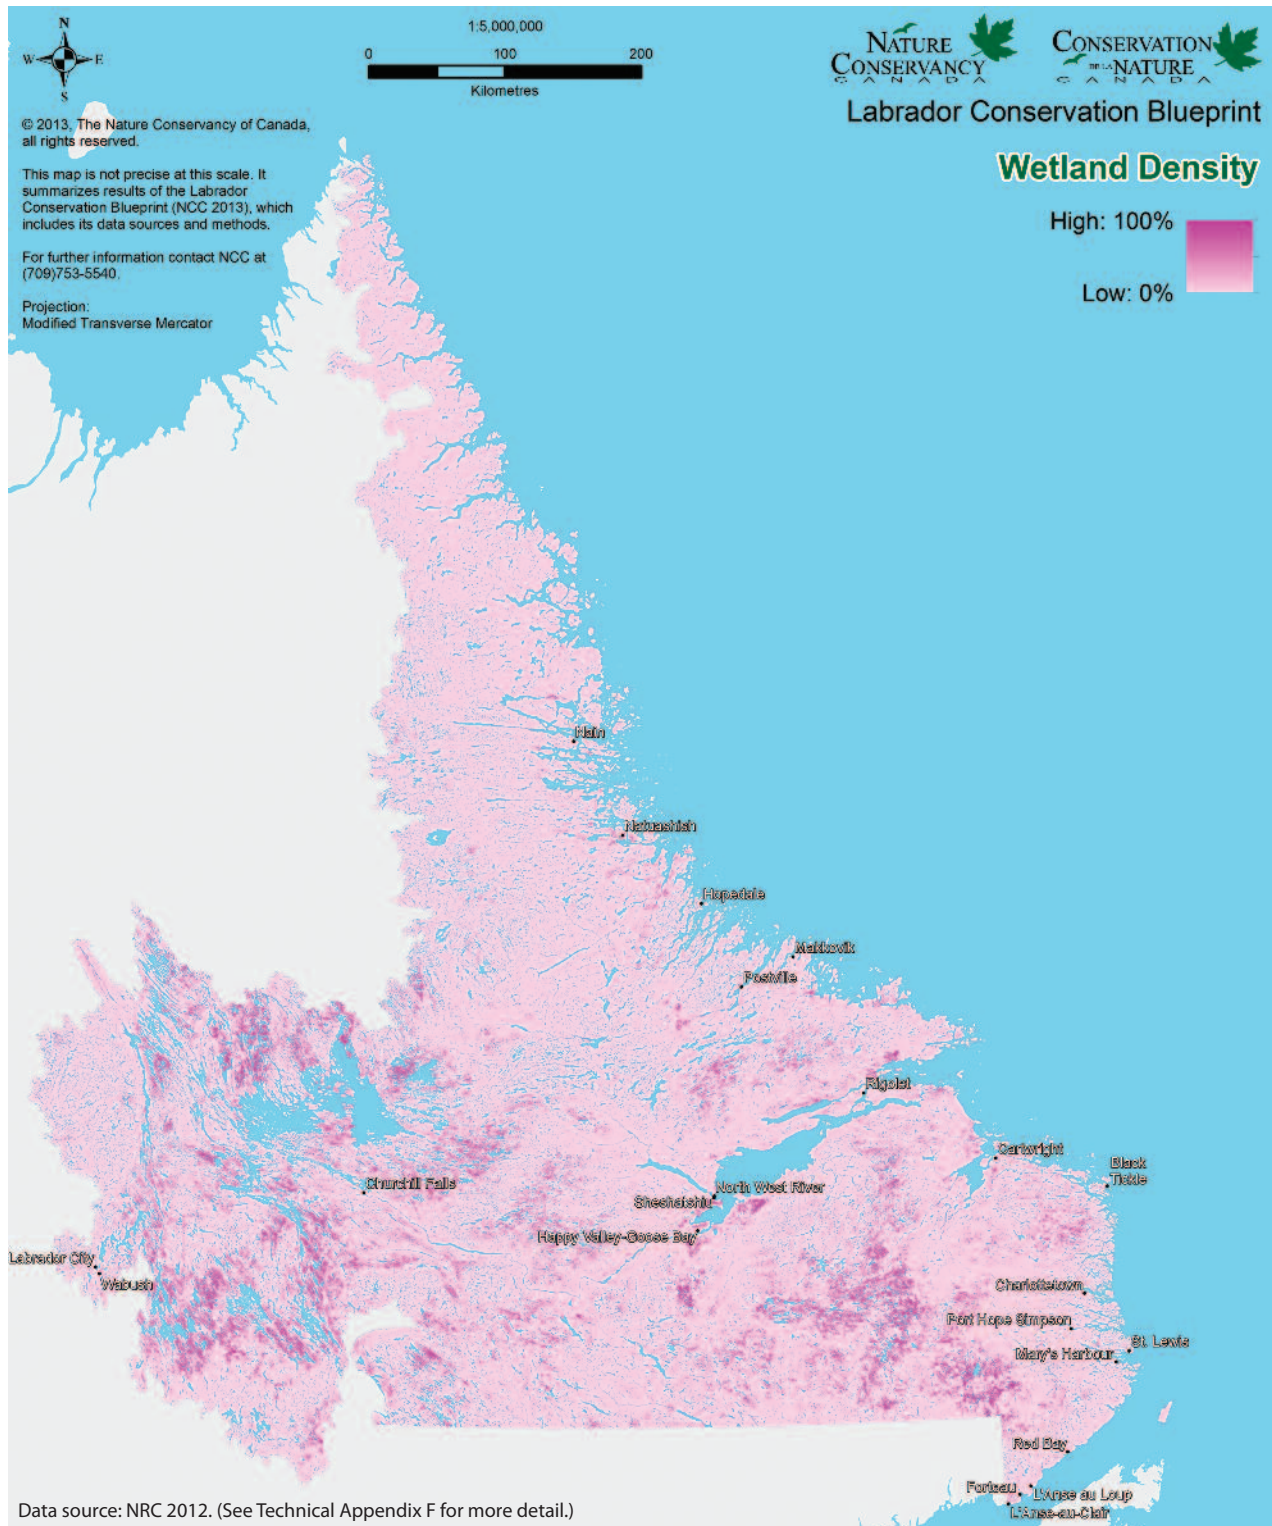 N
W E
S
1:5,000,000
0 100 200
Kilometres
NATURE
CONSERVANCY
CANADA
CONSERVATION
DE LA NATURE
CANADA
Labrador Conservation Blueprint
Wetland Density
High: 100%
Low: 0%
© 2013, The Nature Conservancy of Canada,
all rights reserved.
This map is not precise at this scale. It
summarizes results of the Labrador
Conservation Blueprint (NCC 2013), which
includes its data sources and methods.
For further information contact NCC at
(709)753-5540.
Projection:
Modified Transverse Mercator
Nain
Natuashish
Hopedale
Makkovik
Postville
Rigolet
Cartwright
Black
Tickle
Churchill Falls
North West River
Sheshatshiu
Happy Valley-Goose Bay
Labrador City
Wabush
Charlottetown
Port Hope Simpson
St. Lewis
Mary's Harbour
Red Bay
Forteau
L'Anse au Loup
L'Anse-au-Clair
Data source: NRC 2012. (See Technical Appendix F for more detail.)